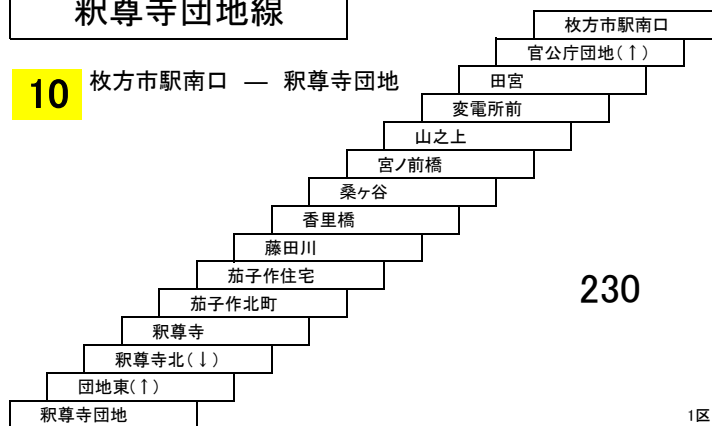 釈尊寺団地線
枚方市駅南口
官公庁団地(↑)
10 枚方市駅南口 ― 釈尊寺団地
田宮
変電所前
山之上
宮ノ前橋
桑ヶ谷
香里橋
藤田川
茄子作住宅
230
茄子作北町
釈尊寺
釈尊寺北(↓)
団地東(↑)
釈尊寺団地
1区